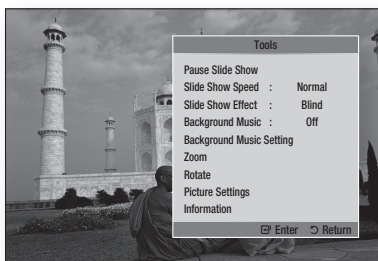 Tools
Pause Slide Show
Slide Show Speed : Normal
Slide Show Effect : Blind
Background Music : Off
Background Music Setting
Zoom
Rotate
Picture Settings
Information
Enter Return